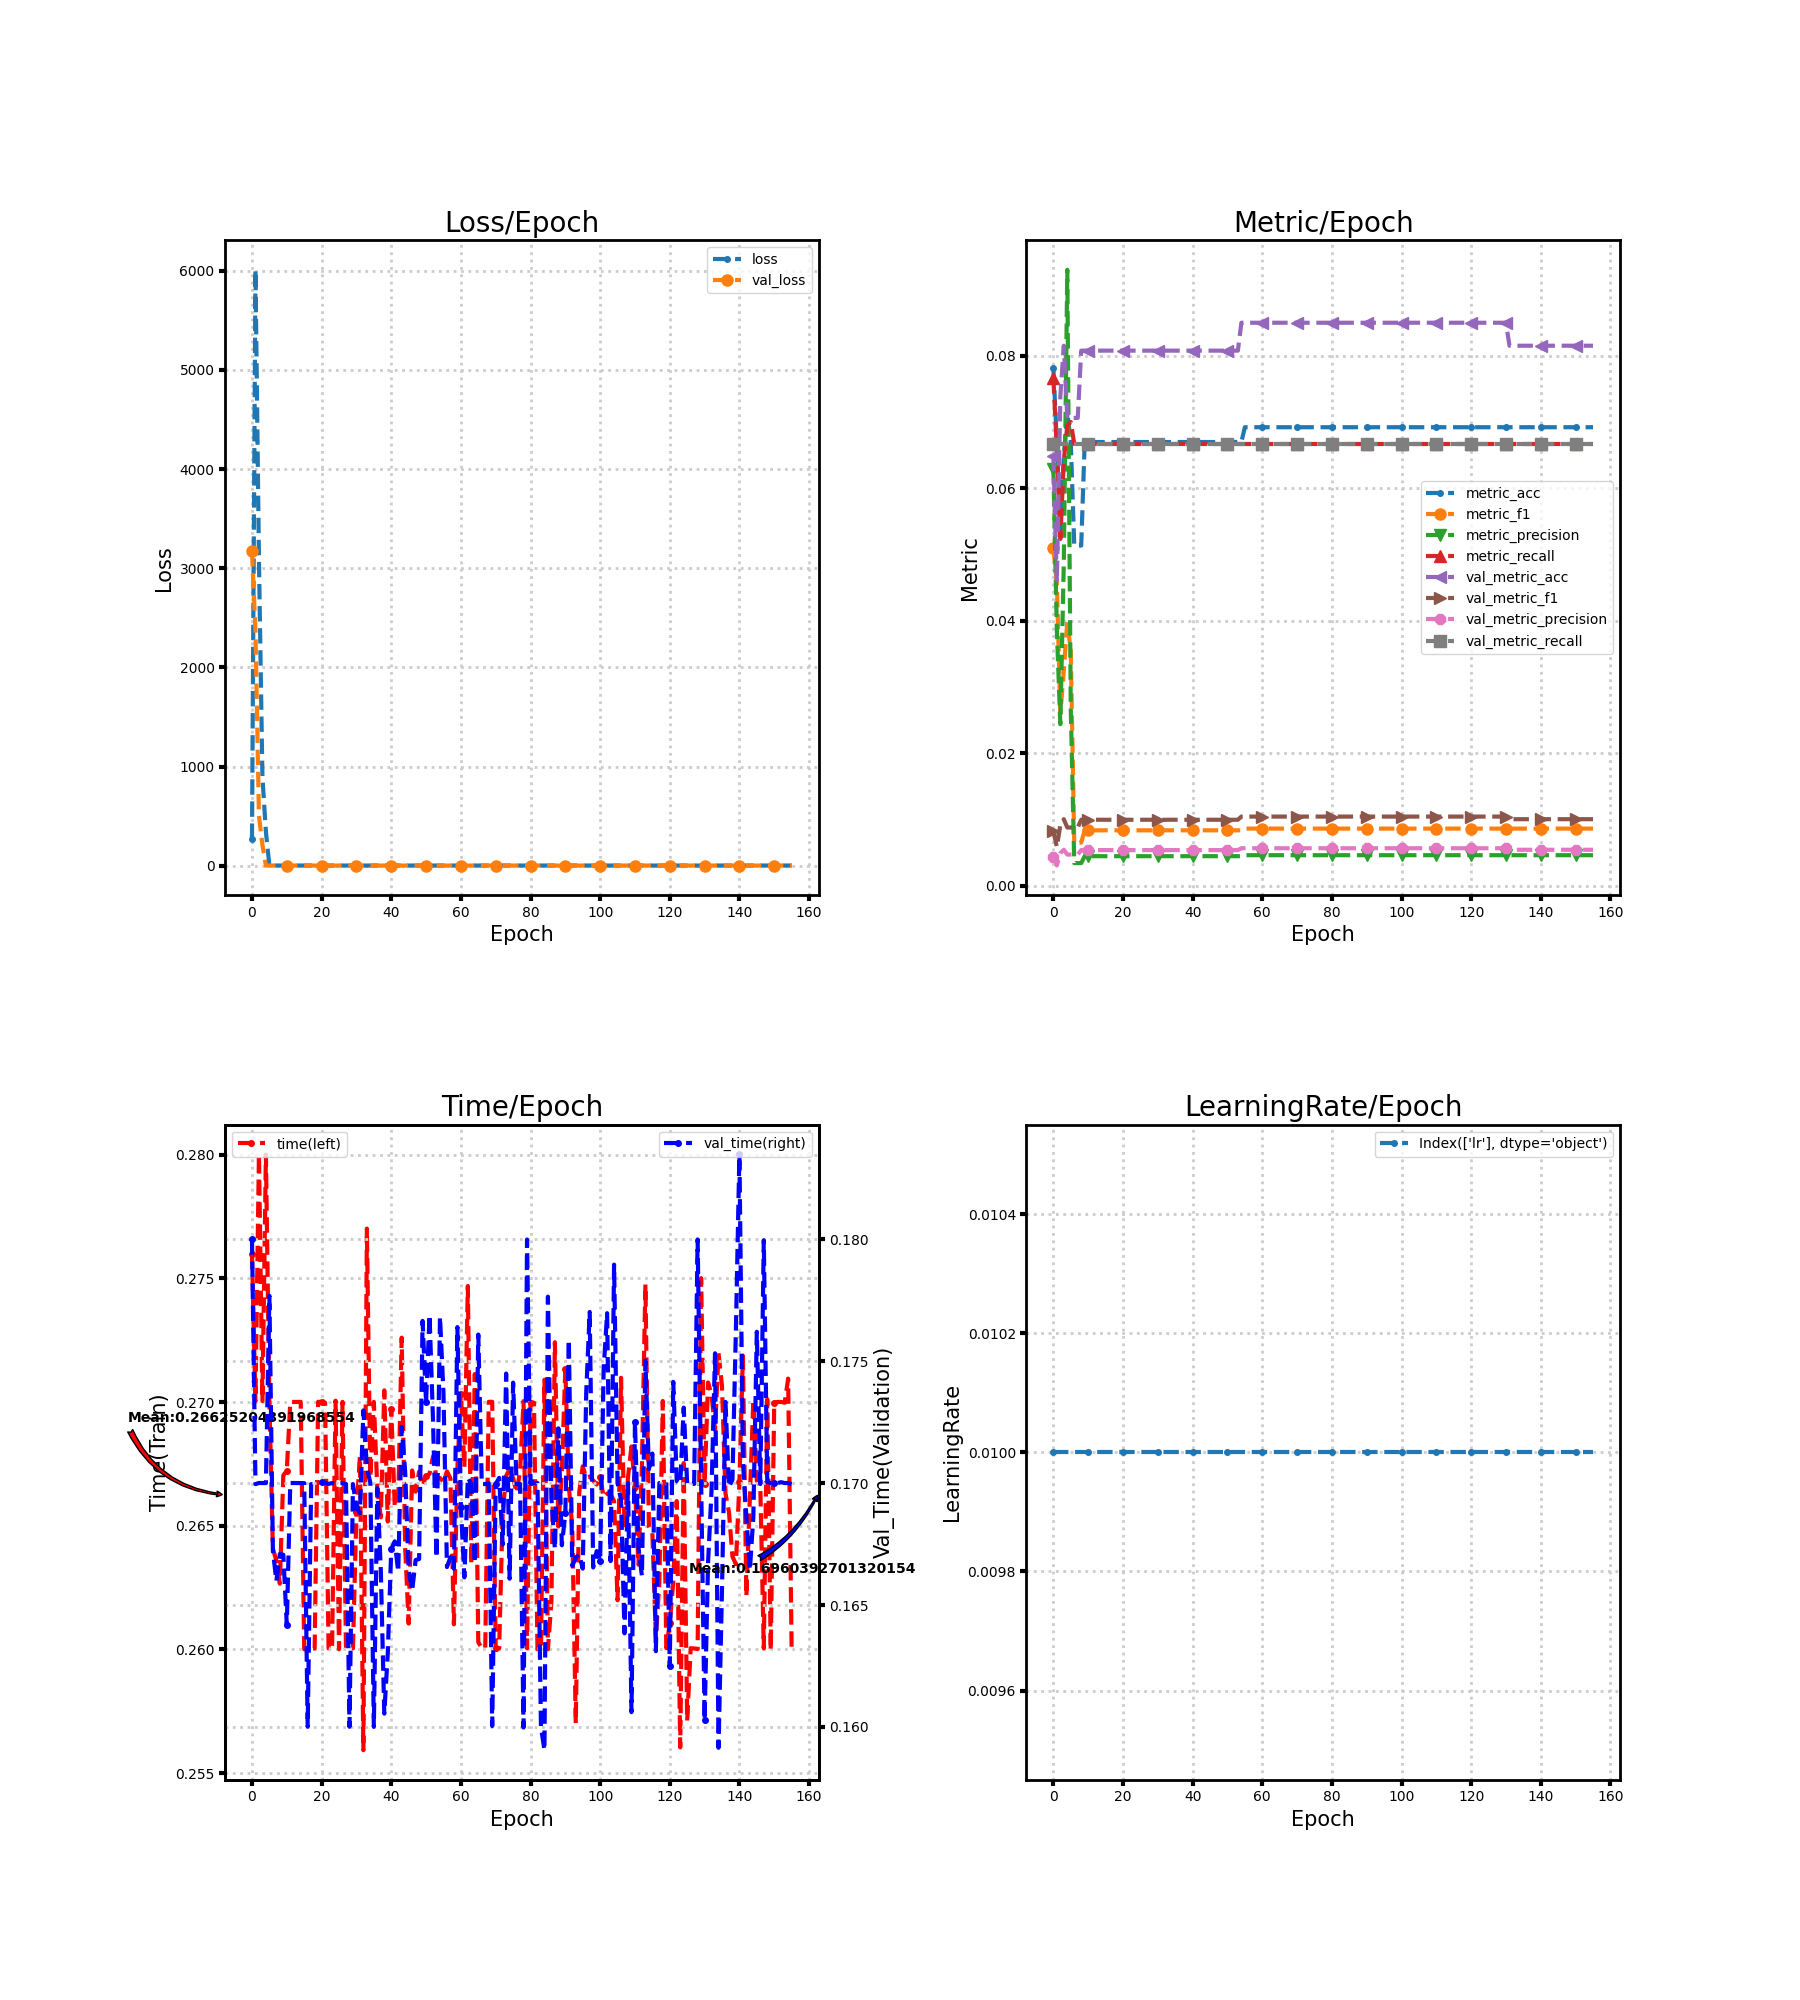 Loss/Epoch
6000
5000
4000
3000
2000
1000
0
Loss
loss
val_loss
0 20 40 60 80 100 120 140 160
Epoch
Metric/Epoch
0.08
0.06
0.04
0.02
0.00
Metric
metric_acc
metric_f1
metric_precision
metric_recall
val_metric_acc
val_metric_f1
val_metric_precision
val_metric_recall
0 20 40 60 80 100 120 140 160
Epoch
Time/Epoch
time(left)
val_time(right)
0.280
0.275
0.270
0.265
0.260
0.255
Time(Train)
Mean:0.26625204391968554
0.180
0.175
0.170
0.165
0.160
Val_Time(Validation)
Mean:0.16960392701320154
0 20 40 60 80 100 120 140 160
Epoch
LearningRate/Epoch
Index(['lr'], dtype='object')
0.0104
0.0102
0.0100
0.0098
0.0096
LearningRate
0 20 40 60 80 100 120 140 160
Epoch